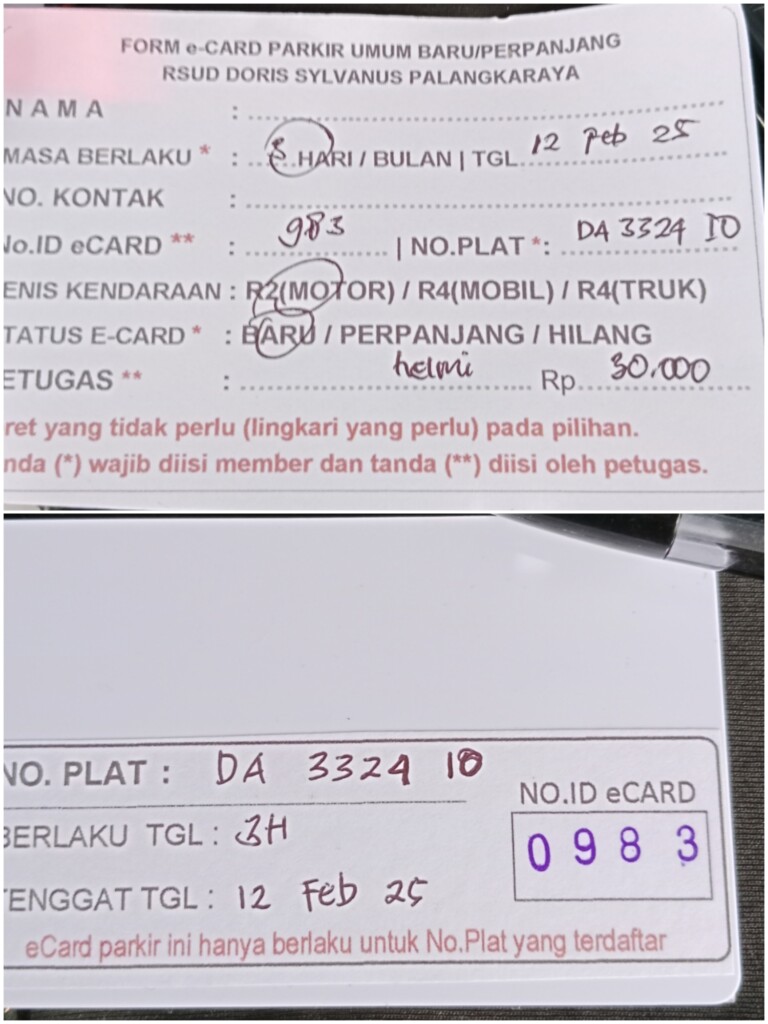 FORM e-CARD PARKIR UMUM BARU/PERPANJANG
RSUD DORIS SYLVANUS PALANGKARAYA
NAMA :
MASA BERLAKU * : 3 HARI / BULAN | TGL. 12 Feb 25
NO. KONTAK :
No.ID eCARD ** : 983 | NO.PLAT *: DA 3324 IO
ENIS KENDARAAN : R2(MOTOR) / R4(MOBIL) / R4(TRUK)
TATUS E-CARD * : BARU / PERPANJANG / HILANG
ETUGAS ** : helmi Rp. 30.000
ret yang tidak perlu (lingkari yang perlu) pada pilihan.
nda (*) wajib diisi member dan tanda (**) diisi oleh petugas.
NO. PLAT : DA 3324 IO
NO.ID eCARD
BERLAKU TGL : 3H
0983
ENGGAT TGL : 12 Feb 25
eCard parkir ini hanya berlaku untuk No.Plat yang terdaftar